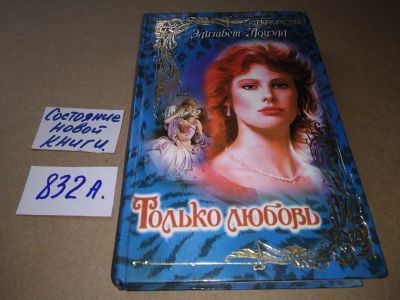 Элизабет Лоуэлл
Только любовь
Состояние
новой
книги.
832 А.